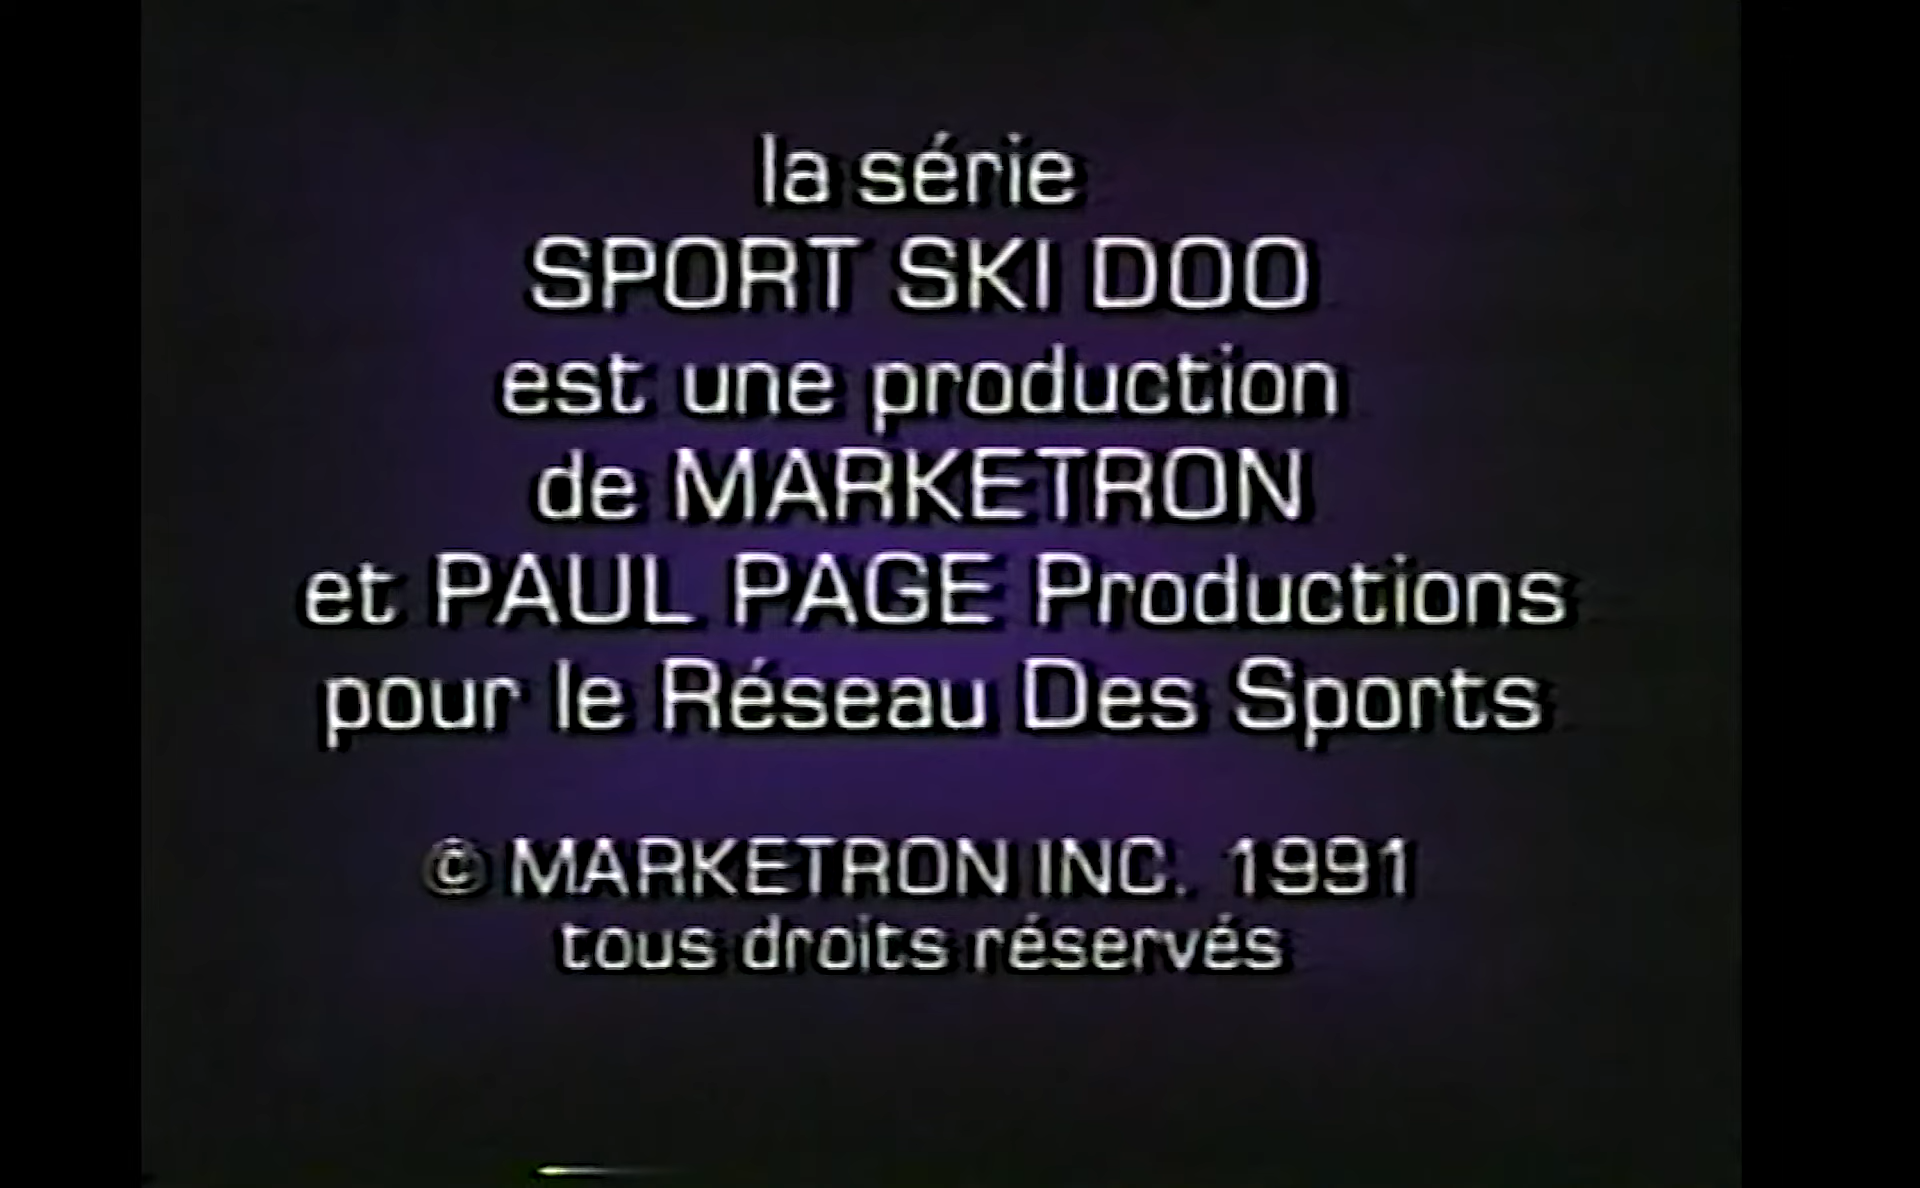 la série
SPORT SKI DOO
est une production
de MARKETRON
et PAUL PAGE Productions
pour le Réseau Des Sports
© MARKETRON INC. 1991
tous droits réservés